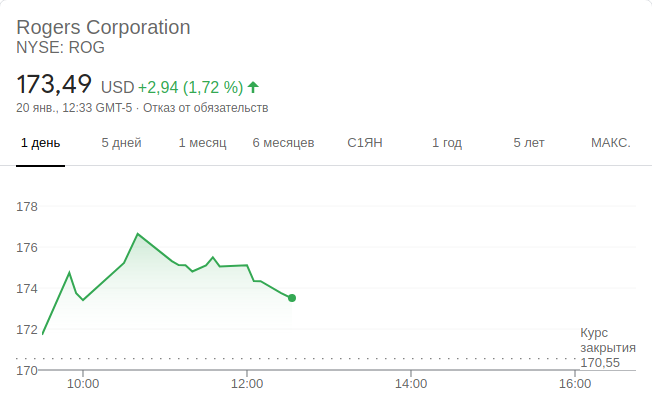 Rogers Corporation
NYSE: ROG
173,49 USD +2,94 (1,72 %)
20 янв., 12:33 GMT-5 · Отказ от обязательств
1 день 5 дней 1 месяц 6 месяцев С1ЯН 1 год 5 лет МАКС.
178
176
174
172
Курс
закрытия
170,55
170
10:00 12:00 14:00 16:00